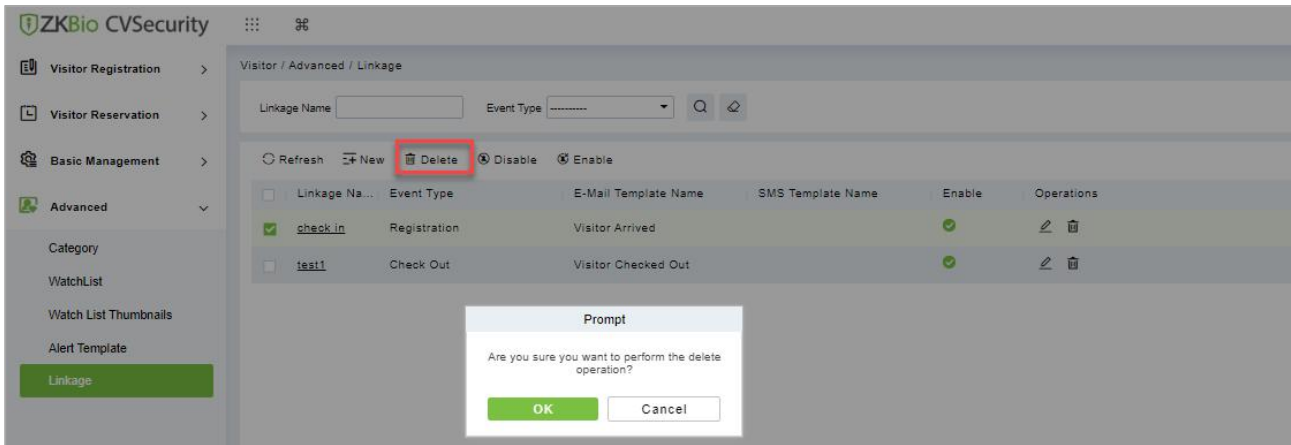 ZKBio CVSecurity
Visitor Registration
Visitor Reservation
Basic Management
Advanced
Category
WatchList
Watch List Thumbnails
Alert Template
Linkage
Visitor / Advanced / Linkage
Linkage Name Event Type ----------
Refresh New Delete Disable Enable
Linkage Na... Event Type E-Mail Template Name SMS Template Name Enable Operations
check in Registration Visitor Arrived
test1 Check Out Visitor Checked Out
Prompt
Are you sure you want to perform the delete
operation?
OK Cancel